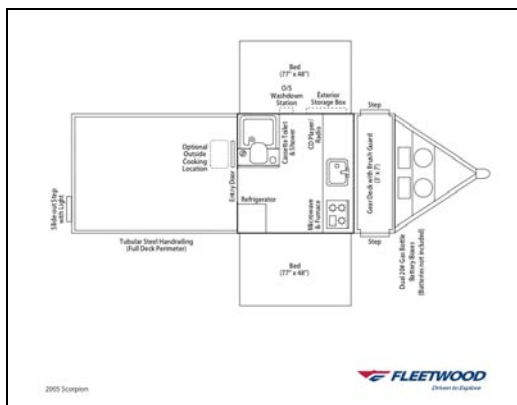 Bed
(77" x 48")
O/S
Washdown
Station
Exterior
Storage Box
Step
Optional
Outside
Cooking
Location
Entry Door
Cassette Toilet
& Shower
CD Player/
Radio
Gear Deck with Brush Guard
(3' x 7')
Slide-out Step
with Light
Refrigerator
Microwave
& Furnace
Tubular Steel Handrailing
(Full Deck Perimeter)
Step
Bed
(77" x 48")
Dual 20# Gas Bottle
Battery Boxes
(Batteries not included)
2005 Scorpion
FLEETWOOD
Driven to Explore